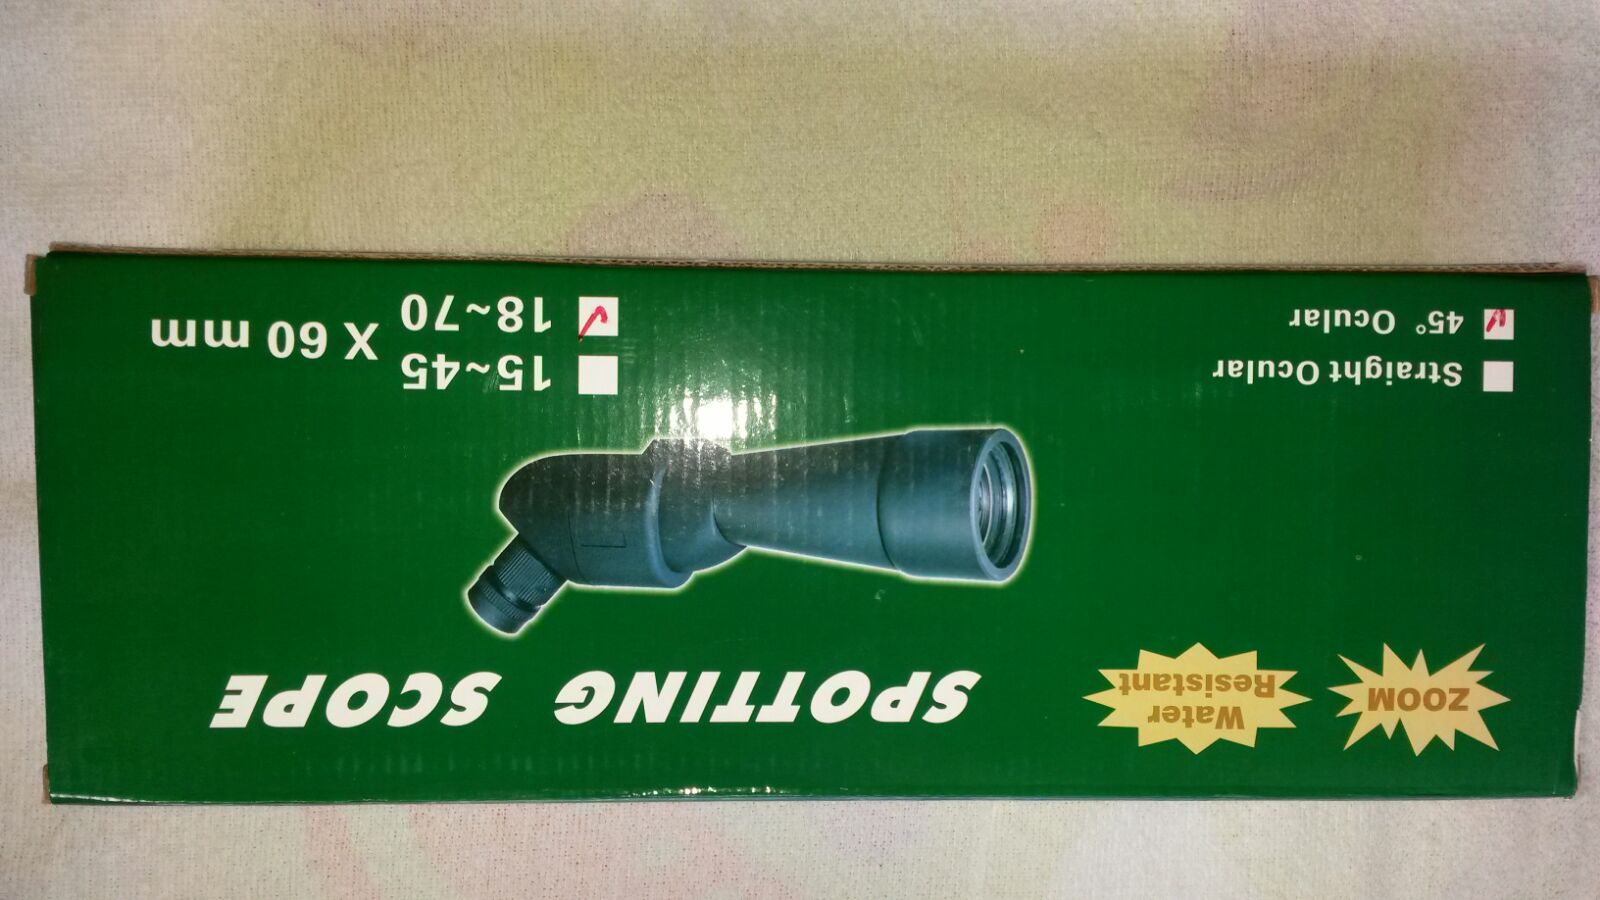 ZOOM
Water
Resistant
SPOTTING SCOPE
Straight Ocular
45° Ocular
15~45
18~70
X 60 mm